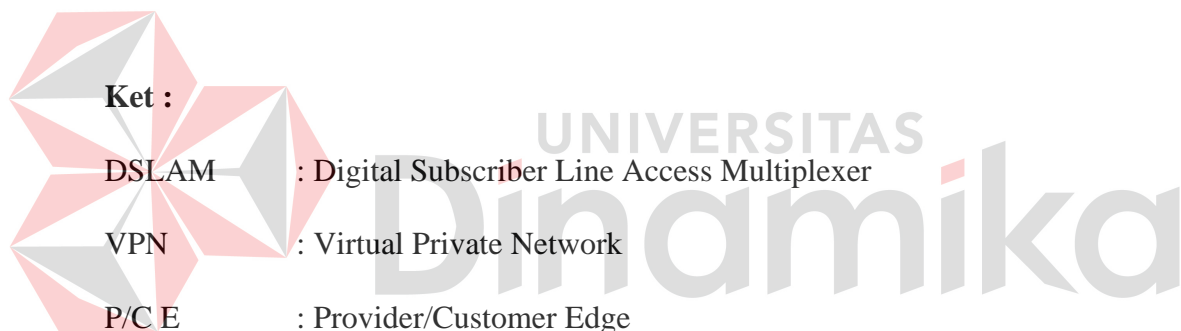 Ket :
UNIVERSITAS
DSLAM : Digital Subscriber Line Access Multiplexer
Dinamika
VPN : Virtual Private Network
P/C E : Provider/Customer Edge